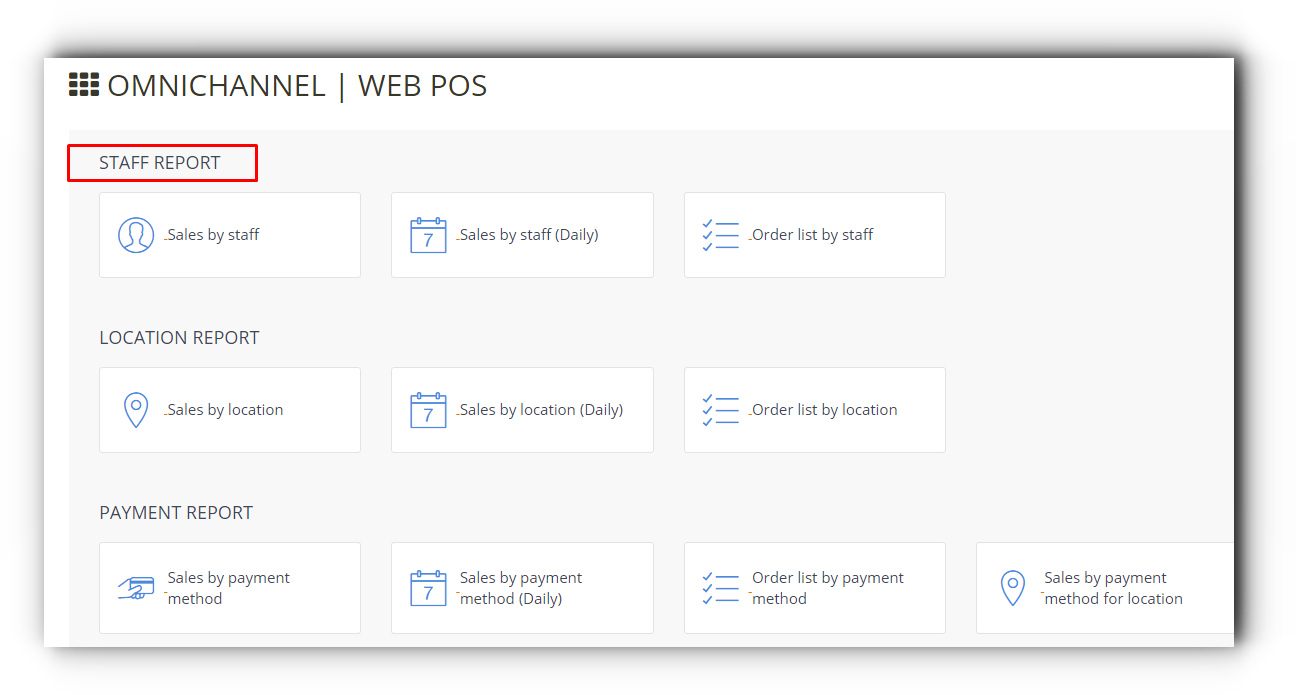 OMNICHANNEL | WEB POS
STAFF REPORT
Sales by staff
7
Sales by staff (Daily)
Order list by staff
LOCATION REPORT
Sales by location
7
Sales by location (Daily)
Order list by location
PAYMENT REPORT
Sales by payment
method
7
Sales by payment
method (Daily)
Order list by payment
method
Sales by payment
method for location